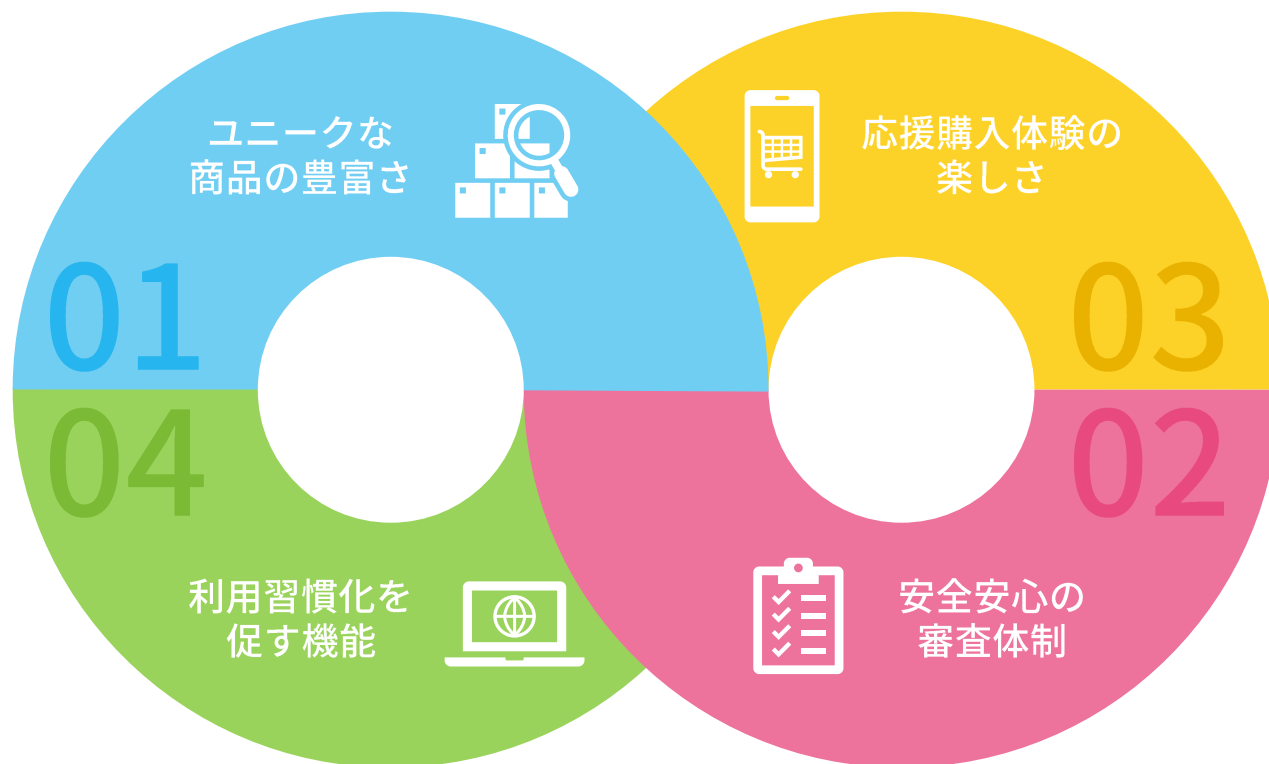 ユニークな
商品の豊富さ
01
応援購入体験の
楽しさ
03
04
利用習慣化を
促す機能
02
安全安心の
審査体制